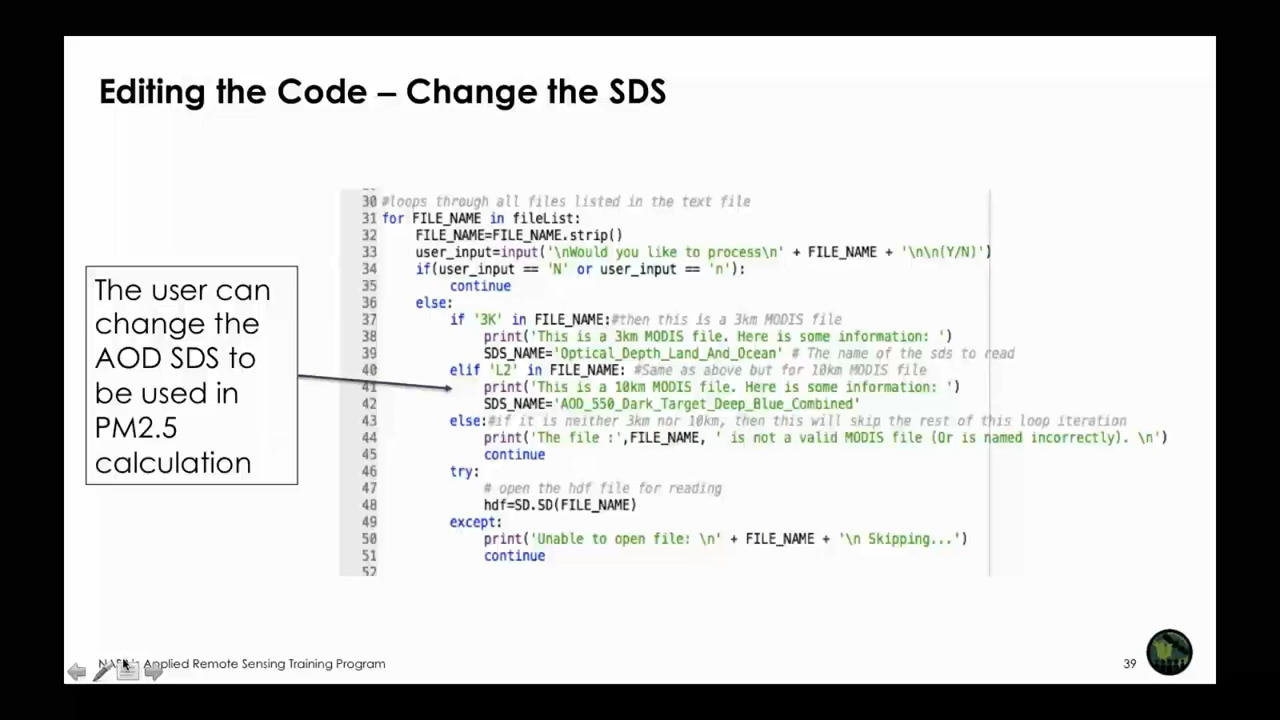 Editing the Code – Change the SDS
The user can
change the
AOD SDS to
be used in
PM2.5
calculation
30 #loops through all files listed in the text file
31 for FILE_NAME in fileList:
32     FILE_NAME=FILE_NAME.strip()
33     user_input=input('\nWould you like to process\n' + FILE_NAME + '\n\n(Y/N)')
34     if(user_input == 'N' or user_input == 'n'):
35         continue
36     else:
37         if '3K' in FILE_NAME:#then this is a 3km MODIS file
38             print('This is a 3km MODIS file. Here is some information: ')
39             SDS_NAME='Optical_Depth_Land_And_Ocean' # The name of the sds to read
40         elif 'L2' in FILE_NAME: #Same as above but for 10km MODIS file
41             print('This is a 10km MODIS file. Here is some information: ')
42             SDS_NAME='AOD_550_Dark_Target_Deep_Blue_Combined'
43         else:#if it is neither 3km nor 10km, then this will skip the rest of this loop iteration
44             print('The file :',FILE_NAME, ' is not a valid MODIS file (Or is named incorrectly). \n')
45             continue
46         try:
47             # open the hdf file for reading
48             hdf=SD.SD(FILE_NAME)
49         except:
50             print('Unable to open file: \n' + FILE_NAME + '\n Skipping...')
51             continue
52
Applied Remote Sensing Training Program
39